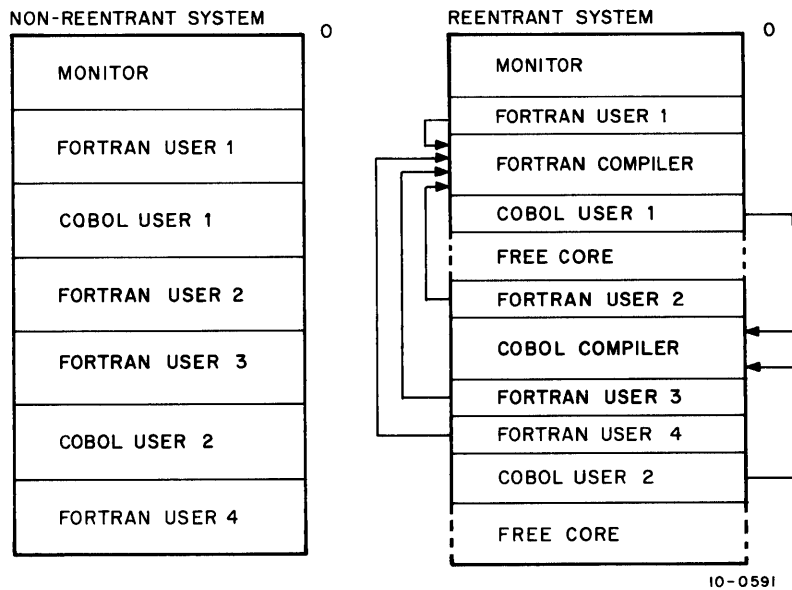 NON-REENTRANT SYSTEM
0
MONITOR
FORTRAN USER 1
COBOL USER 1
FORTRAN USER 2
FORTRAN USER 3
COBOL USER 2
FORTRAN USER 4
REENTRANT SYSTEM
0
MONITOR
FORTRAN USER 1
FORTRAN COMPILER
COBOL USER 1
FREE CORE
FORTRAN USER 2
COBOL COMPILER
FORTRAN USER 3
FORTRAN USER 4
COBOL USER 2
FREE CORE
10-0591